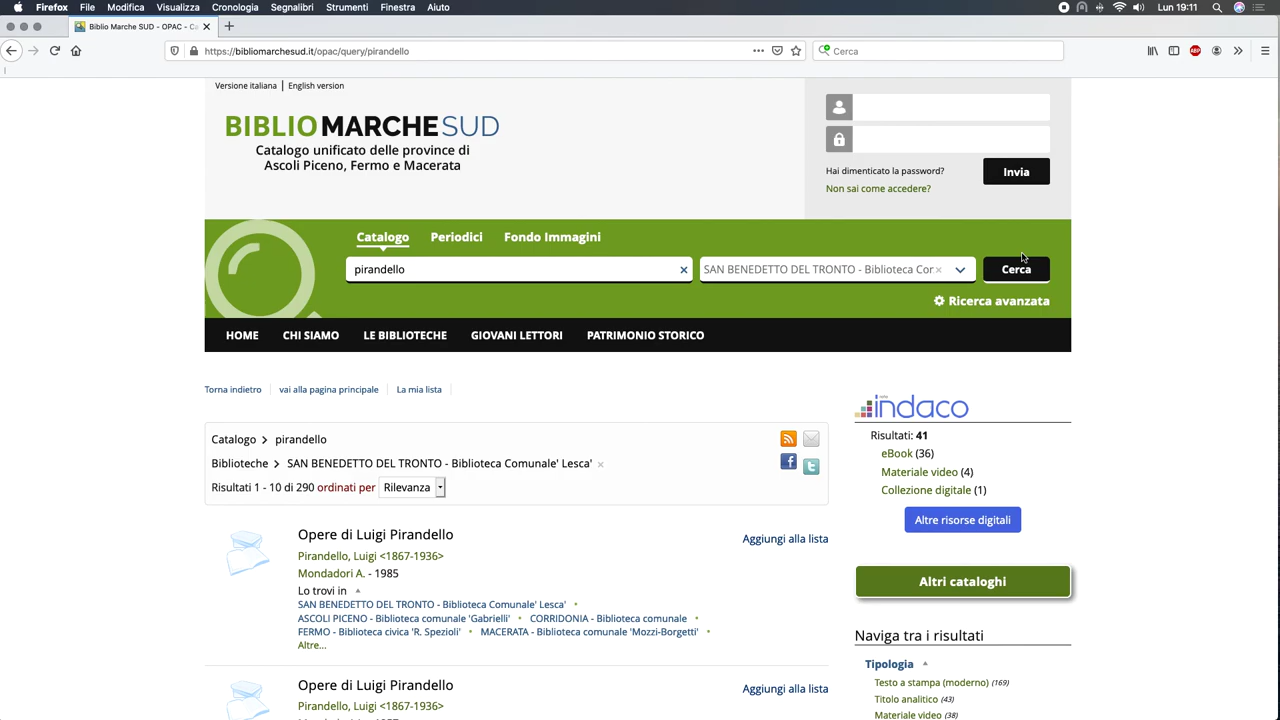 Firefox File Modifica Visualizza Cronologia Segnalibri Strumenti Finestra Aiuto Lun 19:11
Biblio Marche SUD - OPAC - Ca
https://bibliomarchesud.it/opac/query/pirandello
Cerca
Versione italiana | English version
BIBLIOMARCHESUD
Catalogo unificato delle province di
Ascoli Piceno, Fermo e Macerata
Hai dimenticato la password?
Invia
Non sai come accedere?
Catalogo Periodici Fondo Immagini
pirandello
SAN BENEDETTO DEL TRONTO - Biblioteca Cor
Cerca
Ricerca avanzata
HOME CHI SIAMO LE BIBLIOTECHE GIOVANI LETTORI PATRIMONIO STORICO
Torna indietro vai alla pagina principale La mia lista
Catalogo > pirandello
Biblioteche > SAN BENEDETTO DEL TRONTO - Biblioteca Comunale' Lesca' ×
Risultati 1 - 10 di 290 ordinati per Rilevanza
Opere di Luigi Pirandello
Aggiungi alla lista
Pirandello, Luigi <1867-1936>
Mondadori A. - 1985
Lo trovi in
SAN BENEDETTO DEL TRONTO - Biblioteca Comunale' Lesca' •
ASCOLI PICENO - Biblioteca comunale 'Gabrielli' • CORRIDONIA - Biblioteca comunale •
FERMO - Biblioteca civica 'R. Spezioli' • MACERATA - Biblioteca comunale 'Mozzi-Borgetti' •
Altre...
Opere di Luigi Pirandello
Aggiungi alla lista
Pirandello, Luigi <1867-1936>
indaco
Risultati: 41
eBook (36)
Materiale video (4)
Collezione digitale (1)
Altre risorse digitali
Altri cataloghi
Naviga tra i risultati
Tipologia
Testo a stampa (moderno) (169)
Titolo analitico (43)
Materiale video (38)